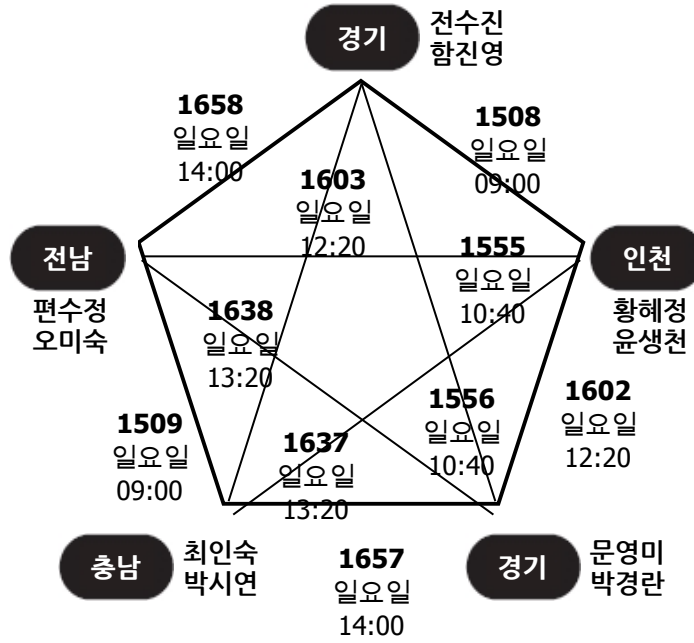 경기
전수진
함진영
1658
일요일
14:00
1508
일요일
09:00
1603
일요일
12:20
전남
편수정
오미숙
1555
일요일
10:40
인천
황혜정
윤생천
1638
일요일
13:20
1556
일요일
10:40
1602
일요일
12:20
1509
일요일
09:00
1637
일요일
13:20
충남
최인숙
박시연
1657
일요일
14:00
경기
문영미
박경란